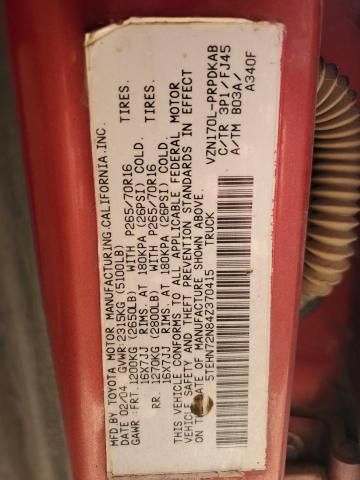 MFD BY TOYOTA MOTOR MANUFACTURING,CALIFORNIA.INC.
DATE 02/04 GVWR:2315KG (5100LB)
GAWR :FRT.1200KG (2650LB) WITH P265/70R16 TIRES.
16X7JJ RIMS. AT 180KPA (26PSI) COLD.
RR. 1270KG (2800LB) WITH P265/70R16 TIRES.
16X7JJ RIMS. AT 180KPA (26PSI) COLD.
THIS VEHICLE CONFORMS TO ALL APPLICABLE FEDERAL MOTOR
VEHICLE SAFETY AND THEFT PREVENTION STANDARDS IN EFFECT
ON THE DATE OF MANUFACTURE SHOWN ABOVE.
5TEHN72N84Z370415 TRUCK
VZN170L-PRPDKAB
C/TR 3P1/FJ45
A/TM B03A/
A340F